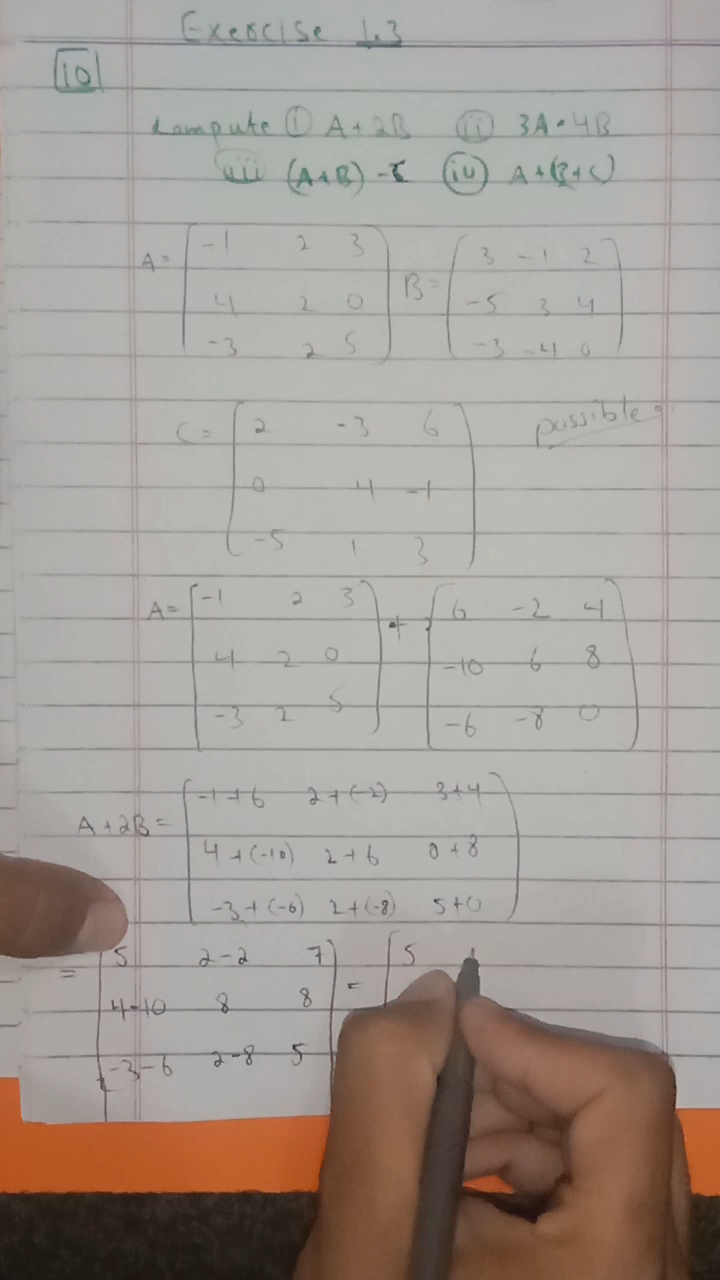 Exercise 1.3
10
Compute (i) A+2B (ii) 3A-4B
(iii) (A+B)-C (iv) A+(B+C)
A= -1 2 3 B= 3 -1 2
4 2 0 -5 3 4
-3 2 5 -3 -4 0
C= 2 -3 6 possible
0 4 -1
-5 1 3
A= -1 2 3 + 6 -2 4
4 2 0 -10 6 8
-3 2 5 -6 -8 0
A+2B= -1+6 2+(-2) 3+4
4+(-10) 2+6 0+8
-3+(-6) 2+(-8) 5+0
= 5 2-2 7 = 5
4-10 8 8
-3-6 2-8 5